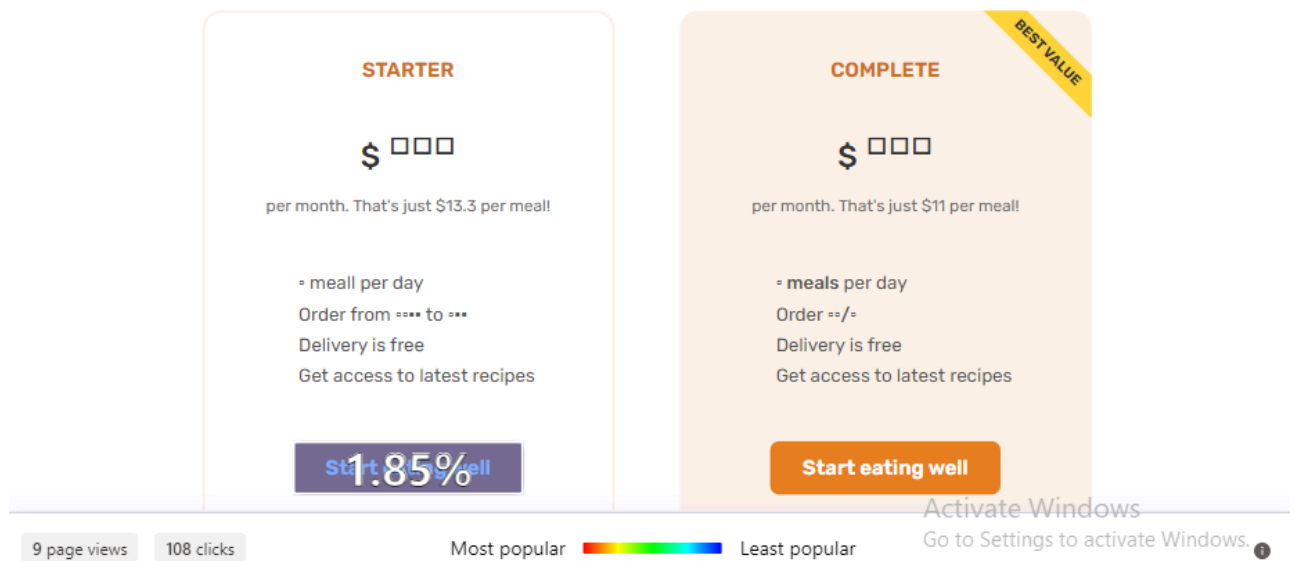 STARTER
$
per month. That's just $13.3 per meal!
meall per day
Order from to
Delivery is free
Get access to latest recipes
Start eating well
1.85%
BEST VALUE
COMPLETE
$
per month. That's just $11 per meal!
meals per day
Order /
Delivery is free
Get access to latest recipes
Start eating well
Activate Windows
Go to Settings to activate Windows.
9 page views
108 clicks
Most popular
Least popular